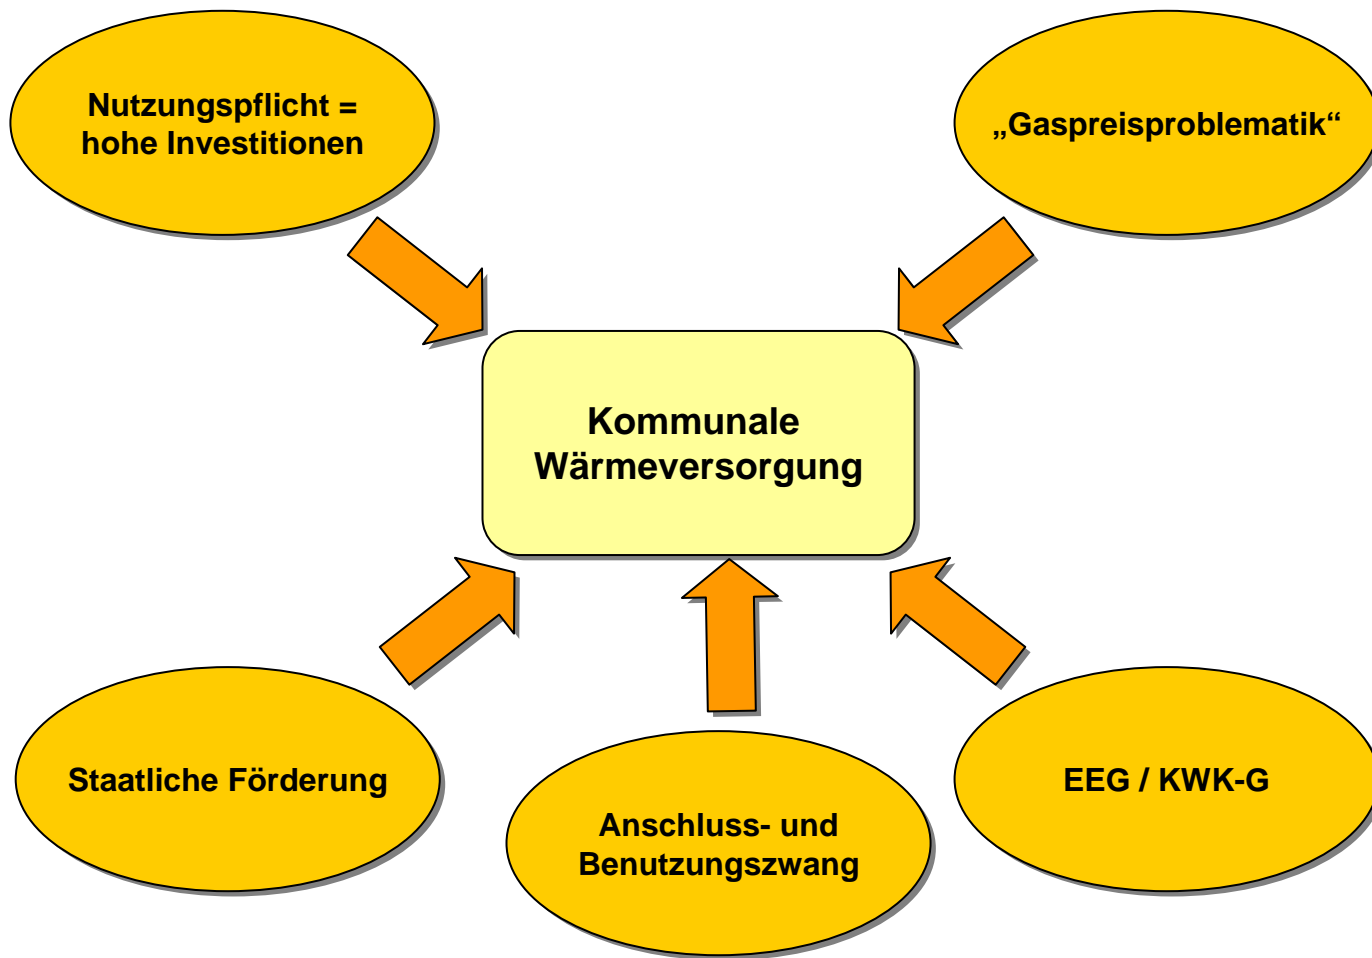 Nutzungspflicht =
hohe Investitionen
„Gaspreisproblematik“
Kommunale
Wärmeversorgung
Staatliche Förderung
Anschluss- und
Benutzungszwang
EEG / KWK-G